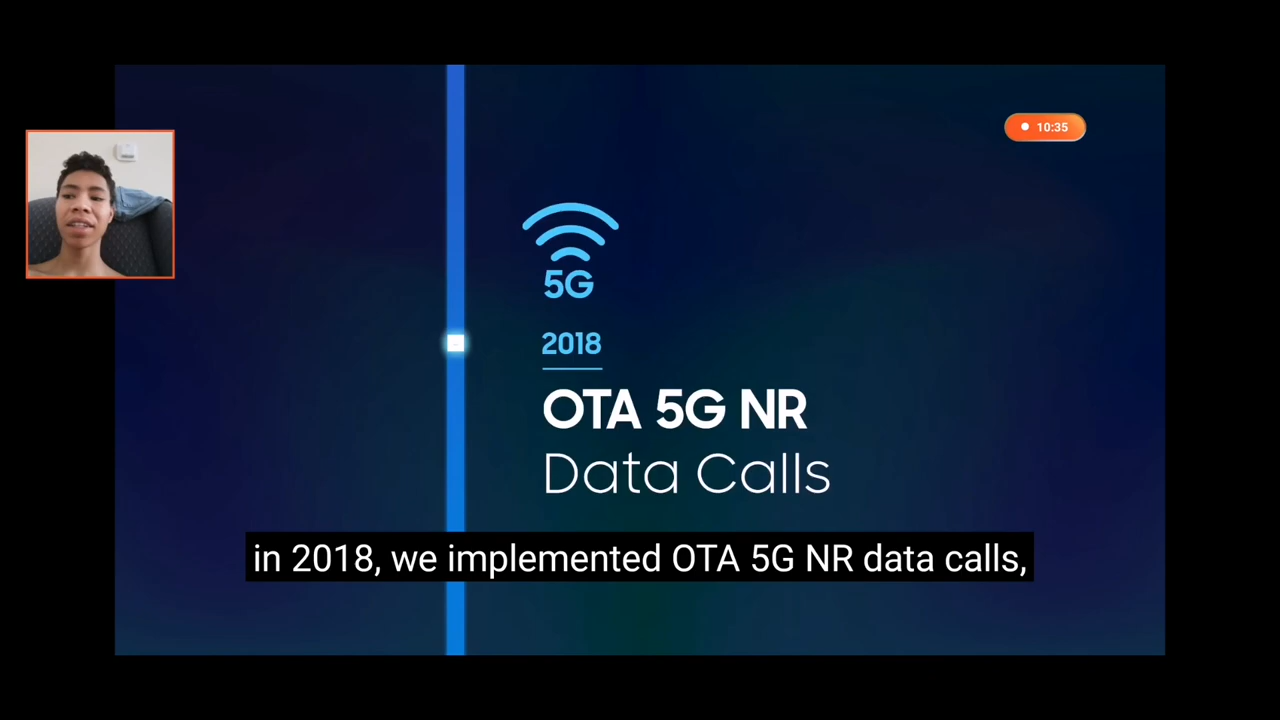 10:35
5G
2018
OTA 5G NR
Data Calls
in 2018, we implemented OTA 5G NR data calls,